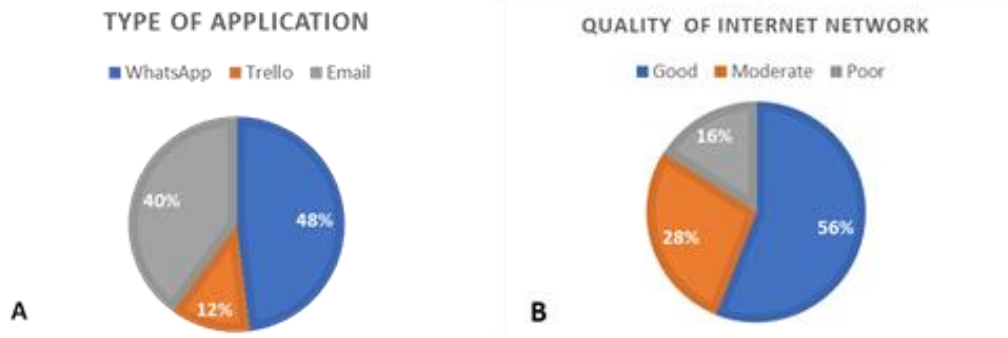 TYPE OF APPLICATION
WhatsApp Trello Email
40%
48%
12%
A
QUALITY OF INTERNET NETWORK
Good Moderate Poor
16%
56%
28%
B